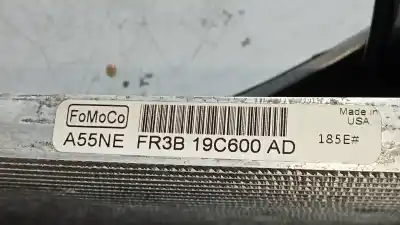 FoMoCo
Made in
USA
A55NE FR3B 19C600 AD
185E#